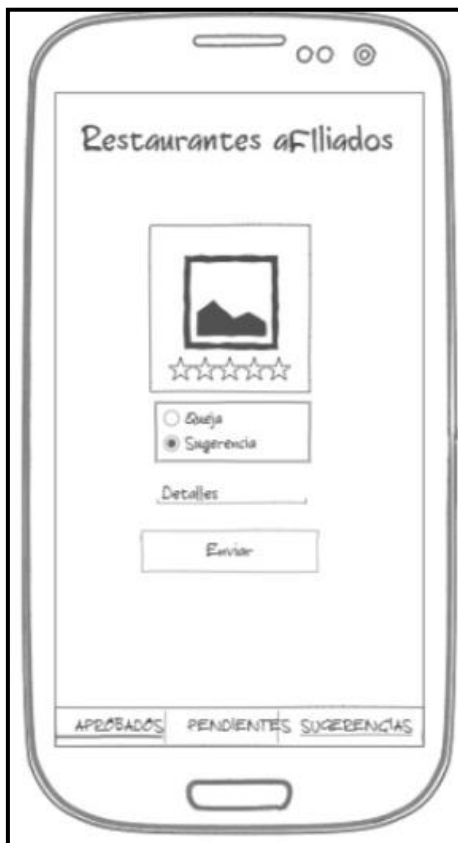 Restaurantes afIliados
Queja
Sugerencia
Detalles
Enviar
APROBADOS PENDIENTES SUGERENCIAS